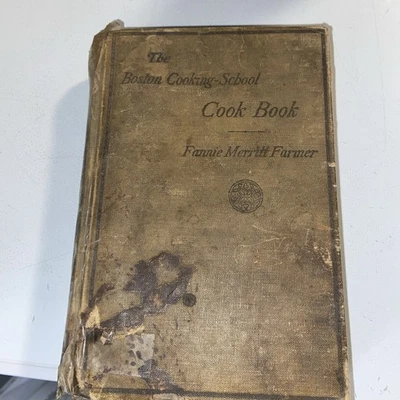 The
Boston Cooking-School
Cook Book
Fannie Merritt Farmer